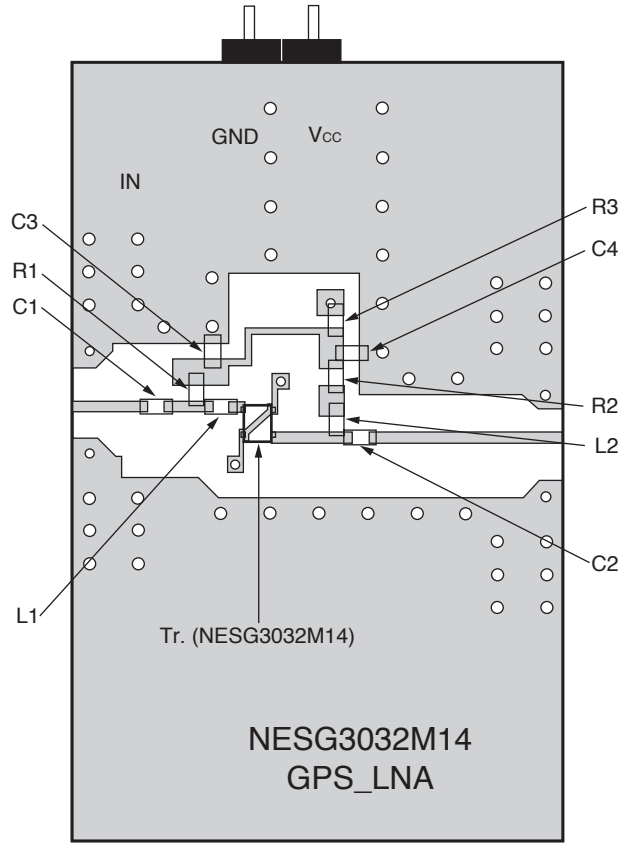 GND
Vcc
IN
C3
R1
C1
R3
C4
R2
L2
C2
L1
Tr. (NESG3032M14)
NESG3032M14
GPS_LNA